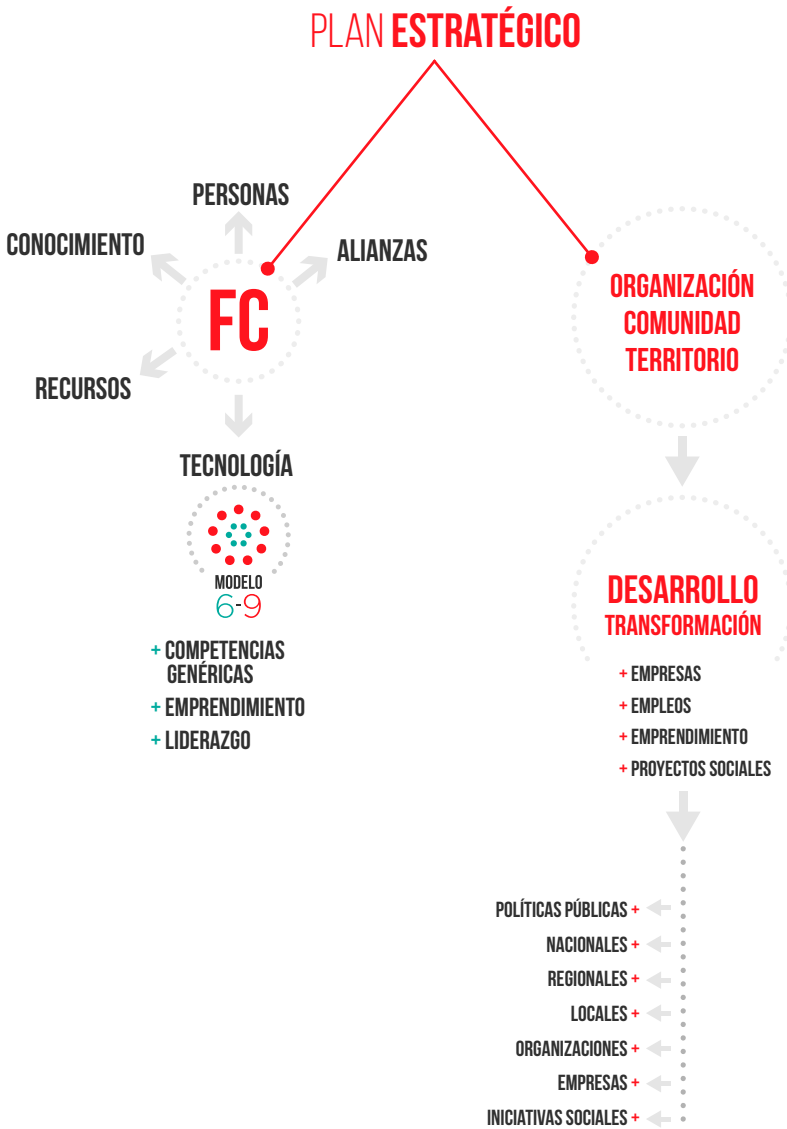 PLAN ESTRATÉGICO
PERSONAS
CONOCIMIENTO
ALIANZAS
FC
RECURSOS
TECNOLOGÍA
MODELO
6-9
+ COMPETENCIAS
GENÉRICAS
+ EMPRENDIMIENTO
+ LIDERAZGO
ORGANIZACIÓN
COMUNIDAD
TERRITORIO
DESARROLLO
TRANSFORMACIÓN
+ EMPRESAS
+ EMPLEOS
+ EMPRENDIMIENTO
+ PROYECTOS SOCIALES
POLÍTICAS PÚBLICAS +
NACIONALES +
REGIONALES +
LOCALES +
ORGANIZACIONES +
EMPRESAS +
INICIATIVAS SOCIALES +